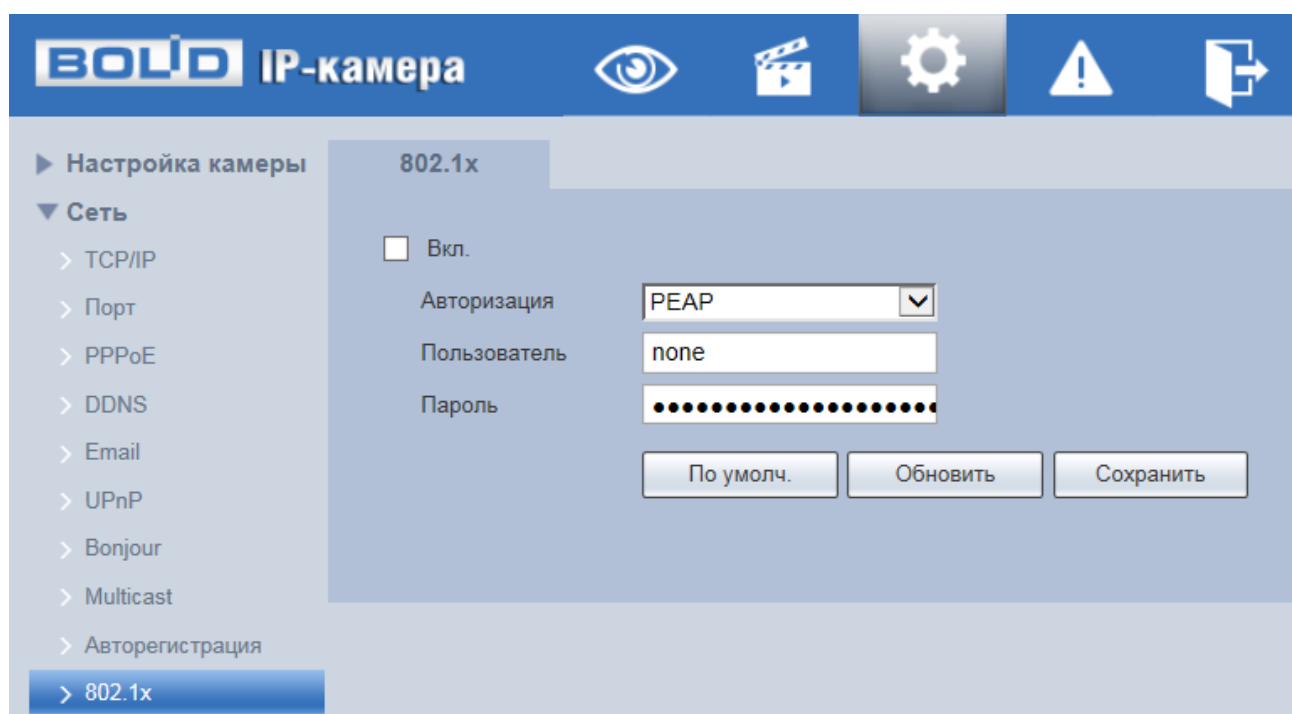 BOLID IP-камера
Настройка камеры
802.1x
Сеть
TCP/IP
Вкл.
Порт
Авторизация
PEAP
PPPoE
Пользователь
none
DDNS
Пароль
••••••••••••••••••••
Email
По умолч.
Обновить
Сохранить
UPnP
Bonjour
Multicast
Авторегистрация
802.1x